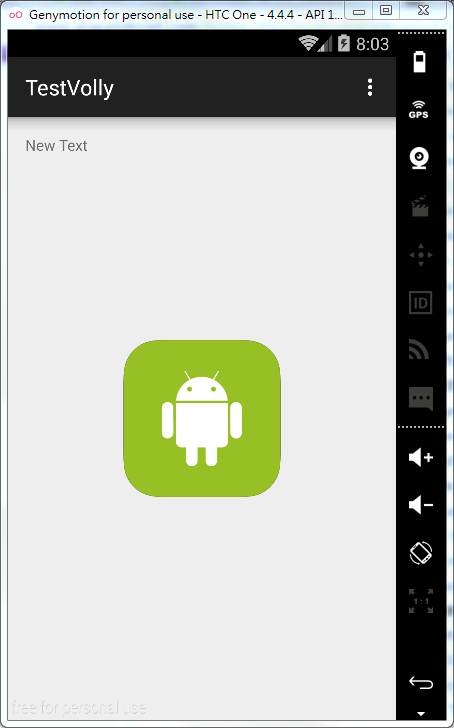 Genymotion for personal use - HTC One - 4.4.4 - API 1...
8:03
TestVolly
New Text
GPS
ID
1:1
free for personal use